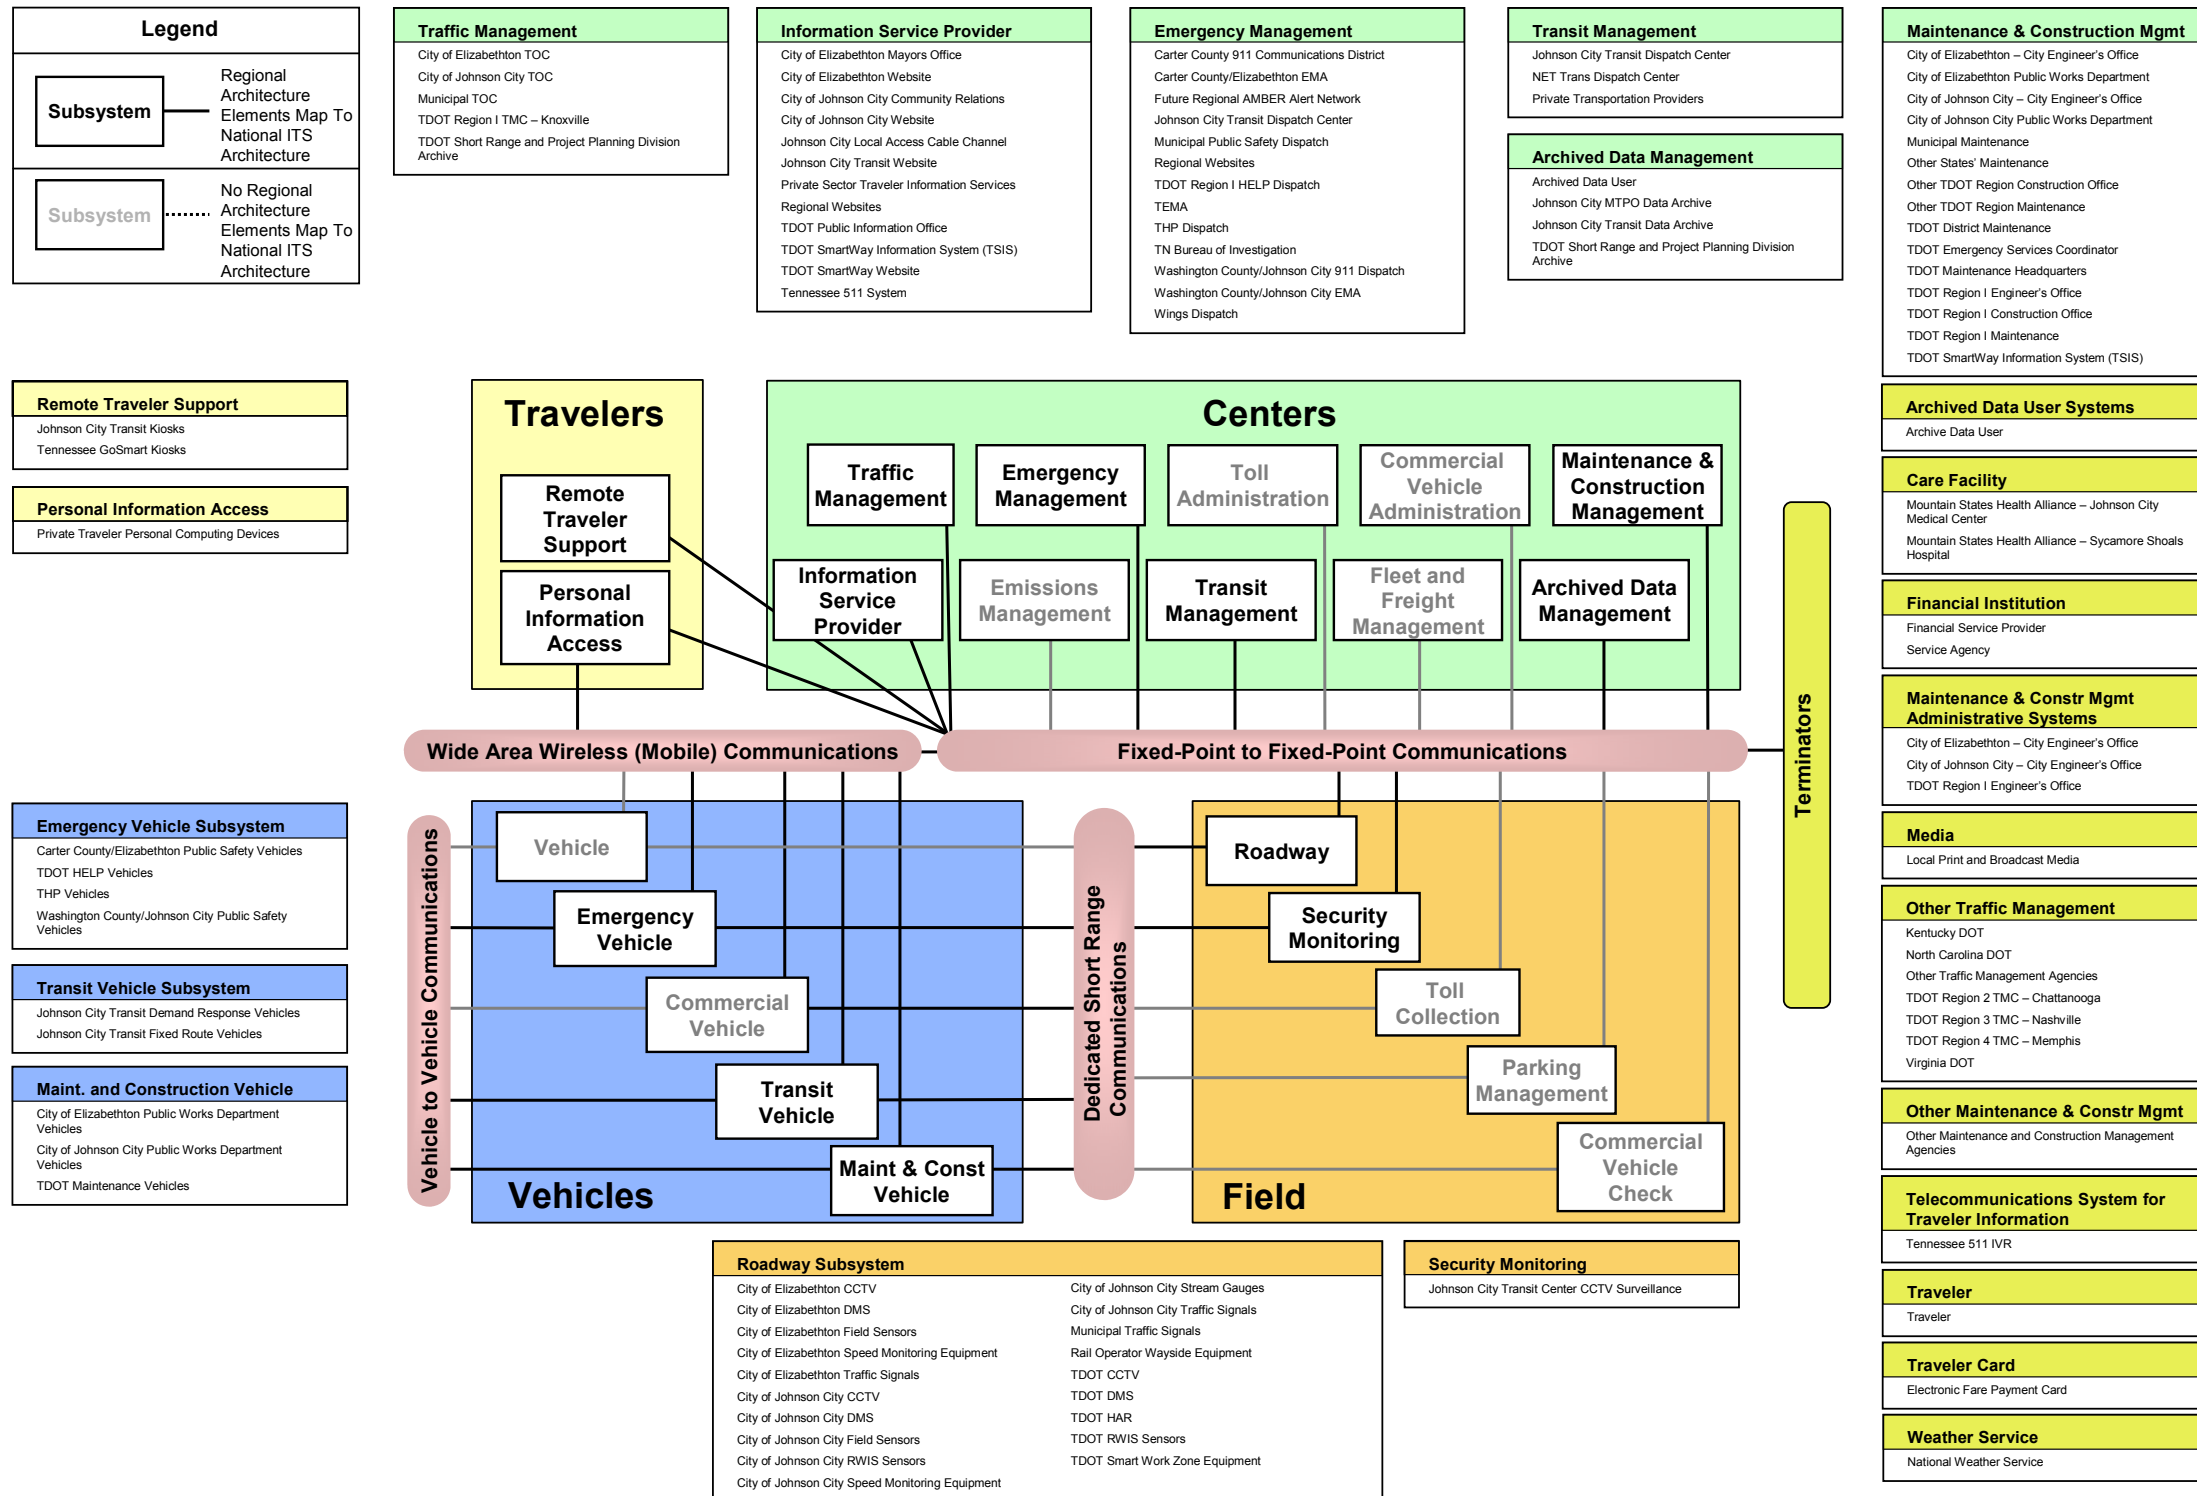 Legend
Subsystem
Regional
Architecture
Elements Map To
National ITS
Architecture
Subsystem
No Regional
Architecture
Elements Map To
National ITS
Architecture
Traffic Management
City of Elizabethton TOC
City of Johnson City TOC
Municipal TOC
TDOT Region I TMC – Knoxville
TDOT Short Range and Project Planning Division
Archive
Information Service Provider
City of Elizabethton Mayors Office
City of Elizabethton Website
City of Johnson City Community Relations
City of Johnson City Website
Johnson City Local Access Cable Channel
Johnson City Transit Website
Private Sector Traveler Information Services
Regional Websites
TDOT Public Information Office
TDOT SmartWay Information System (TSIS)
TDOT SmartWay Website
Tennessee 511 System
Emergency Management
Carter County 911 Communications District
Carter County/Elizabethton EMA
Future Regional AMBER Alert Network
Johnson City Transit Dispatch Center
Municipal Public Safety Dispatch
Regional Websites
TDOT Region I HELP Dispatch
TEMA
THP Dispatch
TN Bureau of Investigation
Washington County/Johnson City 911 Dispatch
Washington County/Johnson City EMA
Wings Dispatch
Transit Management
Johnson City Transit Dispatch Center
NET Trans Dispatch Center
Private Transportation Providers
Archived Data Management
Archived Data User
Johnson City MTPO Data Archive
Johnson City Transit Data Archive
TDOT Short Range and Project Planning Division
Archive
Maintenance & Construction Mgmt
City of Elizabethton – City Engineer's Office
City of Elizabethton Public Works Department
City of Johnson City – City Engineer's Office
City of Johnson City Public Works Department
Municipal Maintenance
Other States' Maintenance
Other TDOT Region Construction Office
Other TDOT Region Maintenance
TDOT District Maintenance
TDOT Emergency Services Coordinator
TDOT Maintenance Headquarters
TDOT Region I Engineer's Office
TDOT Region I Construction Office
TDOT Region I Maintenance
TDOT SmartWay Information System (TSIS)
Remote Traveler Support
Johnson City Transit Kiosks
Tennessee GoSmart Kiosks
Personal Information Access
Private Traveler Personal Computing Devices
Travelers
Remote
Traveler
Support
Personal
Information
Access
Centers
Traffic
Management
Emergency
Management
Toll
Administration
Commercial
Vehicle
Administration
Maintenance &
Construction
Management
Information
Service
Provider
Emissions
Management
Transit
Management
Fleet and
Freight
Management
Archived Data
Management
Wide Area Wireless (Mobile) Communications
Fixed-Point to Fixed-Point Communications
Terminators
Archived Data User Systems
Archive Data User
Care Facility
Mountain States Health Alliance – Johnson City
Medical Center
Mountain States Health Alliance – Sycamore Shoals
Hospital
Financial Institution
Financial Service Provider
Service Agency
Maintenance & Constr Mgmt
Administrative Systems
City of Elizabethton – City Engineer's Office
City of Johnson City – City Engineer's Office
TDOT Region I Engineer's Office
Media
Local Print and Broadcast Media
Other Traffic Management
Kentucky DOT
North Carolina DOT
Other Traffic Management Agencies
TDOT Region 2 TMC – Chattanooga
TDOT Region 3 TMC – Nashville
TDOT Region 4 TMC – Memphis
Virginia DOT
Other Maintenance & Constr Mgmt
Other Maintenance and Construction Management
Agencies
Telecommunications System for
Traveler Information
Tennessee 511 IVR
Traveler
Traveler
Traveler Card
Electronic Fare Payment Card
Weather Service
National Weather Service
Emergency Vehicle Subsystem
Carter County/Elizabethton Public Safety Vehicles
TDOT HELP Vehicles
THP Vehicles
Washington County/Johnson City Public Safety
Vehicles
Transit Vehicle Subsystem
Johnson City Transit Demand Response Vehicles
Johnson City Transit Fixed Route Vehicles
Maint. and Construction Vehicle
City of Elizabethton Public Works Department
Vehicles
City of Johnson City Public Works Department
Vehicles
TDOT Maintenance Vehicles
Vehicle to Vehicle Communications
Vehicle
Emergency
Vehicle
Commercial
Vehicle
Transit
Vehicle
Maint & Const
Vehicle
Vehicles
Dedicated Short Range
Communications
Roadway
Security
Monitoring
Toll
Collection
Parking
Management
Commercial
Vehicle
Check
Field
Roadway Subsystem
City of Elizabethton CCTV
City of Elizabethton DMS
City of Elizabethton Field Sensors
City of Elizabethton Speed Monitoring Equipment
City of Elizabethton Traffic Signals
City of Johnson City CCTV
City of Johnson City DMS
City of Johnson City Field Sensors
City of Johnson City RWIS Sensors
City of Johnson City Speed Monitoring Equipment
City of Johnson City Stream Gauges
City of Johnson City Traffic Signals
Municipal Traffic Signals
Rail Operator Wayside Equipment
TDOT CCTV
TDOT DMS
TDOT HAR
TDOT RWIS Sensors
TDOT Smart Work Zone Equipment
Security Monitoring
Johnson City Transit Center CCTV Surveillance